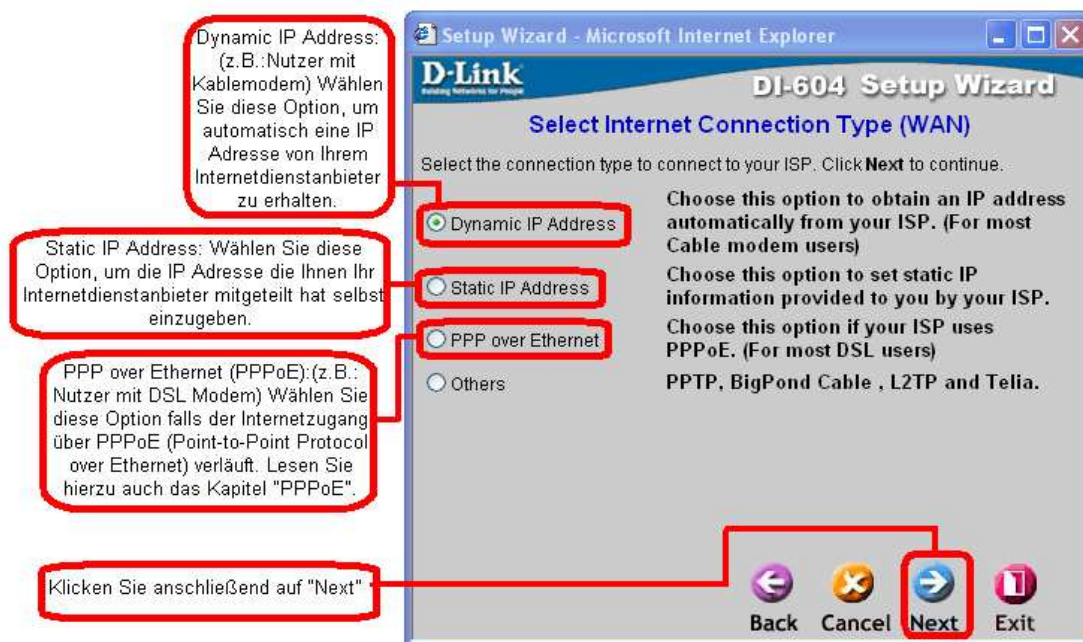 Dynamic IP Address:
(z.B.:Nutzer mit
Kablemodem) Wählen
Sie diese Option, um
automatisch eine IP
Adresse von Ihrem
Internetdienstanbieter
zu erhalten.
Static IP Address: Wählen Sie diese
Option, um die IP Adresse die Ihnen Ihr
Internetdienstanbieter mitgeteilt hat selbst
einzugeben.
PPP over Ethernet (PPPoE):(z.B.:
Nutzer mit DSL Modem) Wählen Sie
diese Option falls der Internetzugang
über PPPoE (Point-to-Point Protocol
over Ethernet) verläuft. Lesen Sie
hierzu auch das Kapitel "PPPoE".
Klicken Sie anschließend auf "Next"
Setup Wizard - Microsoft Internet Explorer
D-Link
Building Networks for People
DI-604 Setup Wizard
Select Internet Connection Type (WAN)
Select the connection type to connect to your ISP. Click Next to continue.
Dynamic IP Address
Choose this option to obtain an IP address
automatically from your ISP. (For most
Cable modem users)
Static IP Address
Choose this option to set static IP
information provided to you by your ISP.
PPP over Ethernet
Choose this option if your ISP uses
PPPoE. (For most DSL users)
Others
PPTP, BigPond Cable , L2TP and Telia.
Back Cancel Next Exit